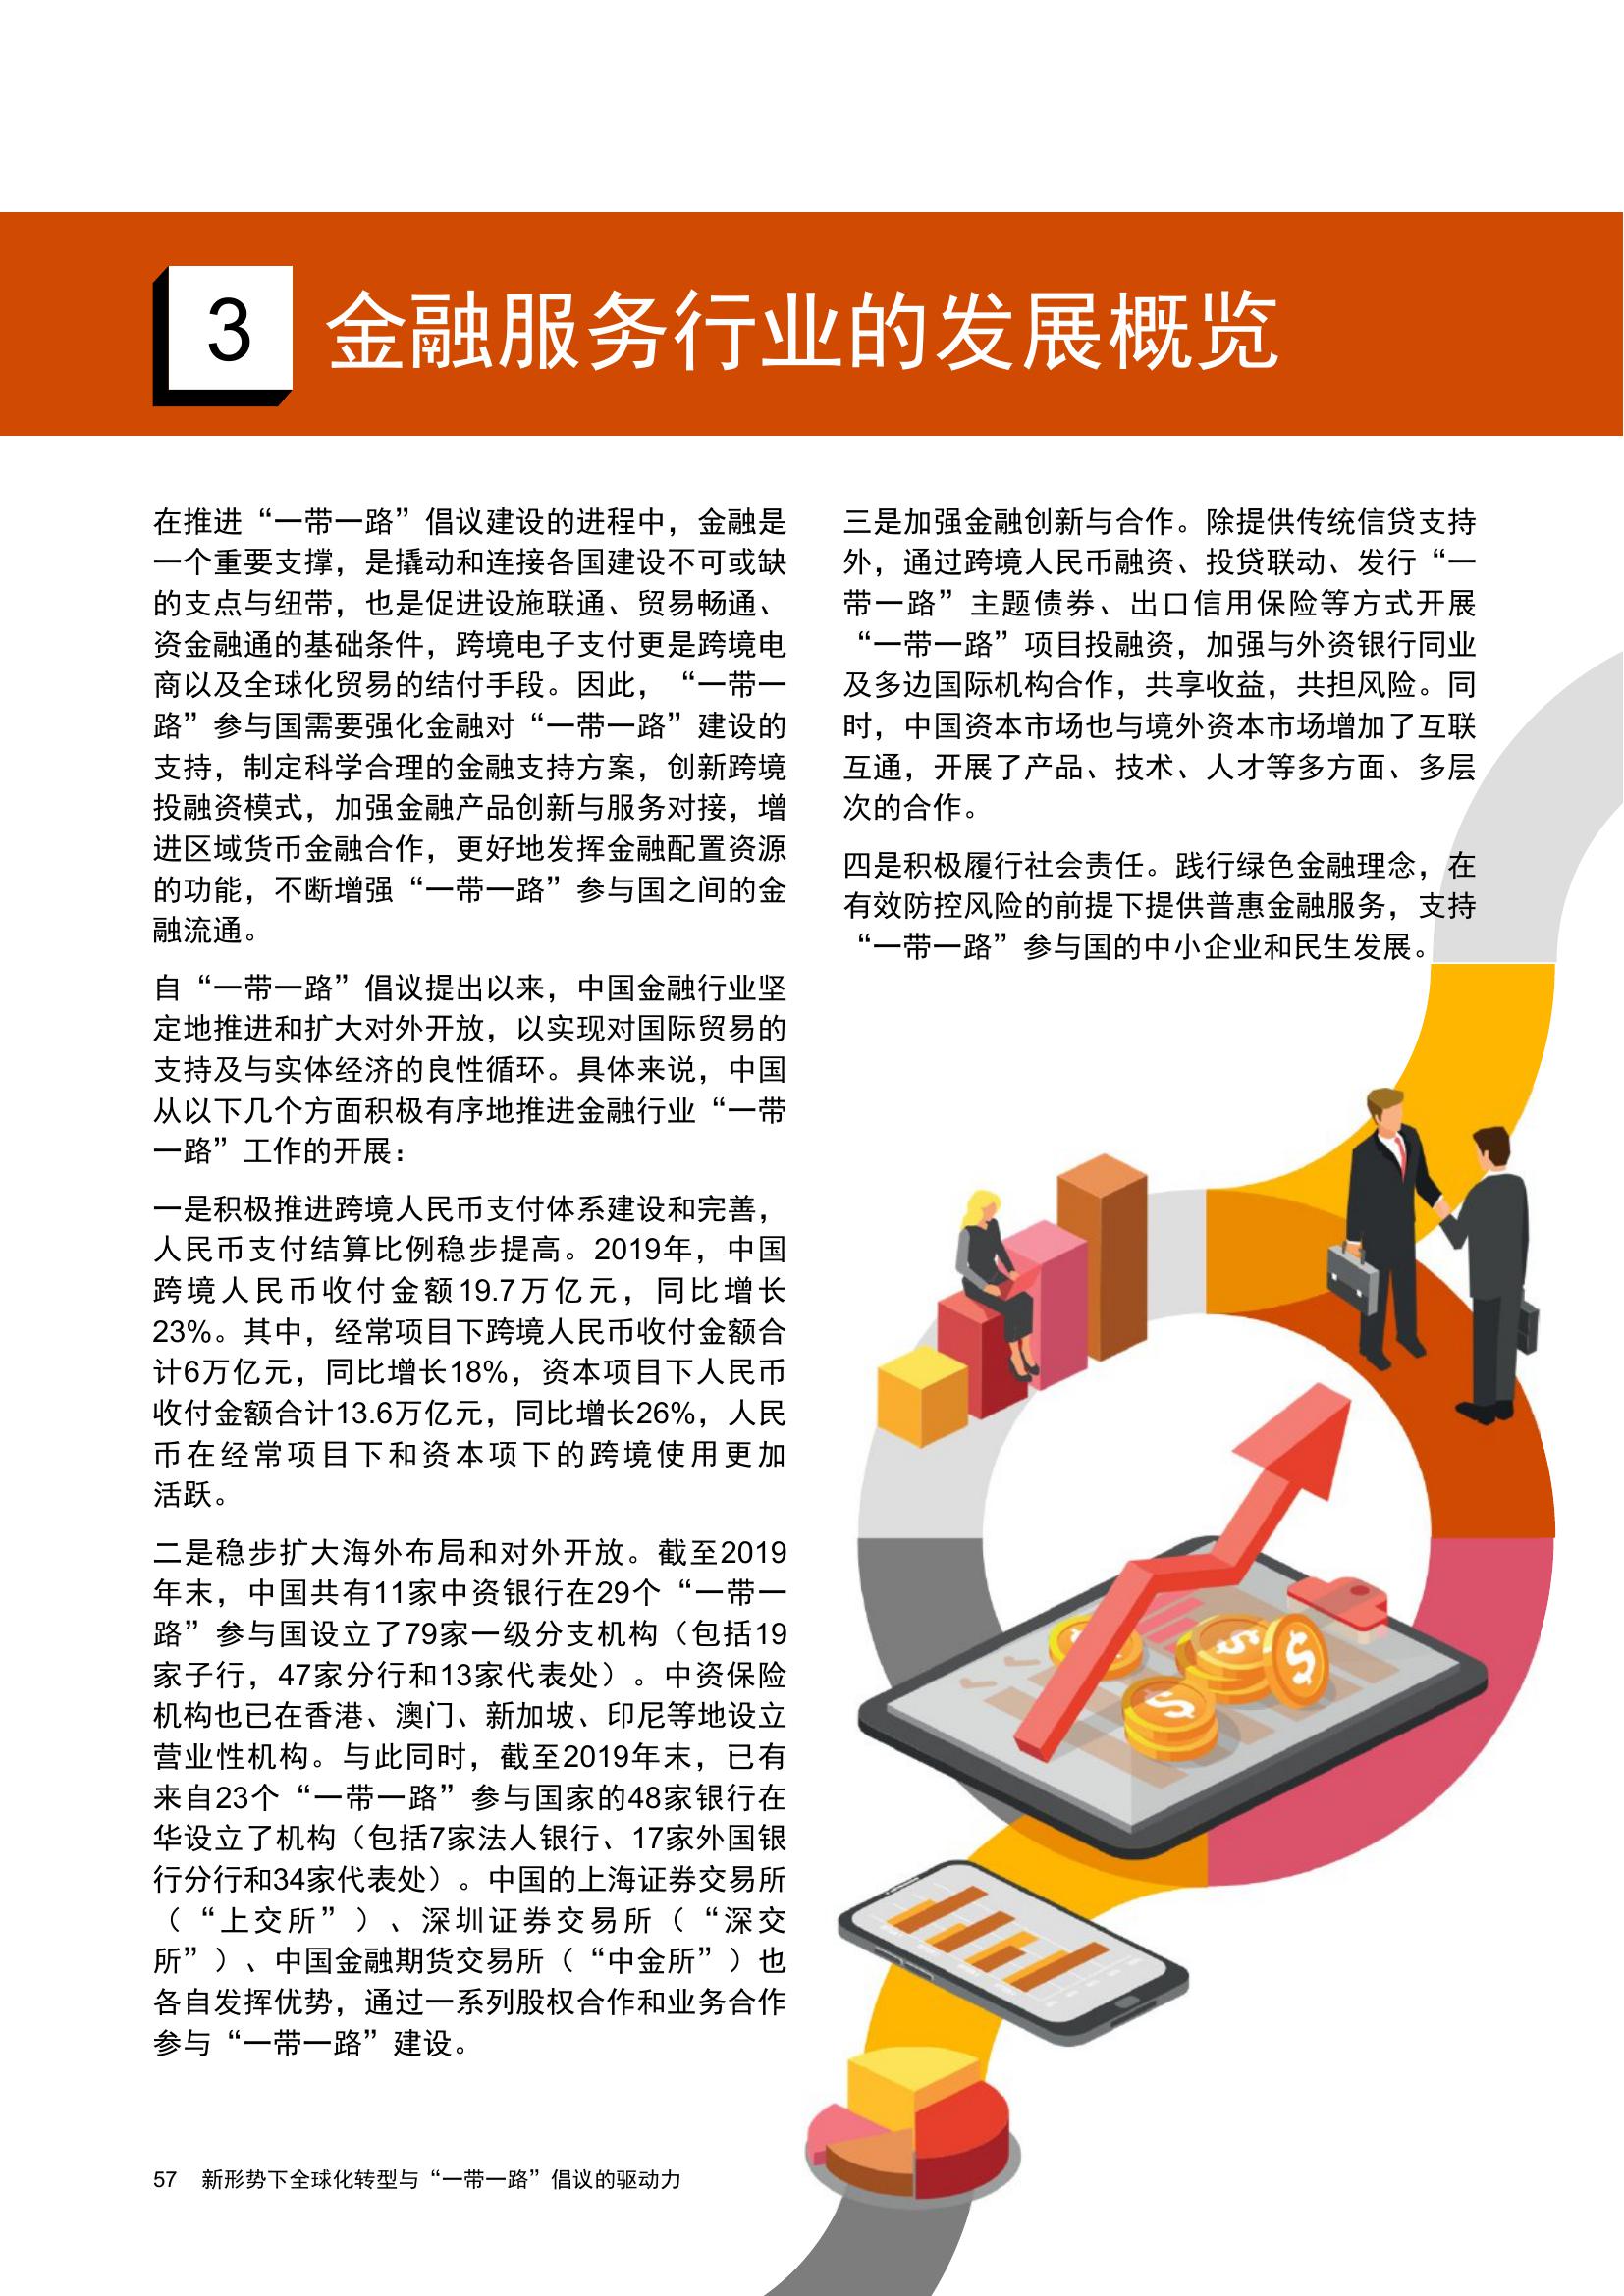 3
金融服务行业的发展概览
在推进“一带一路”倡议建设的进程中，金融是
一个重要支撑，是撬动和连接各国建设不可或缺
的支点与纽带，也是促进设施联通、贸易畅通、
资金融通的基础条件，跨境电子支付更是跨境电
商以及全球化贸易的结付手段。因此，“一带一
路”参与国需要强化金融对“一带一路”建设的
支持，制定科学合理的金融支持方案，创新跨境
投融资模式，加强金融产品创新与服务对接，增
进区域货币金融合作，更好地发挥金融配置资源
的功能，不断增强“一带一路”参与国之间的金
融流通。
自“一带一路”倡议提出以来，中国金融行业坚
定地推进和扩大对外开放，以实现对国际贸易的
支持及与实体经济的良性循环。具体来说，中国
从以下几个方面积极有序地推进金融行业“一带
一路”工作的开展：
一是积极推进跨境人民币支付体系建设和完善，
人民币支付结算比例稳步提高。2019年，中国
跨境人民币收付金额19.7万亿元，同比增长
23%。其中，经常项目下跨境人民币收付金额合
计6万亿元，同比增长18%，资本项目下人民币
收付金额合计13.6万亿元，同比增长26%，人民
币在经常项目下和资本项下的跨境使用更加
活跃。
二是稳步扩大海外布局和对外开放。截至2019
年末，中国共有11家中资银行在29个“一带一
路”参与国设立了79家一级分支机构（包括19
家子行，47家分行和13家代表处）。中资保险
机构也已在香港、澳门、新加坡、印尼等地设立
营业性机构。与此同时，截至2019年末，已有
来自23个“一带一路”参与国家的48家银行在
华设立了机构（包括7家法人银行、17家外国银
行分行和34家代表处）。中国的上海证券交易所
（“上交所”）、深圳证券交易所（“深交
所”）、中国金融期货交易所（“中金所”）也
各自发挥优势，通过一系列股权合作和业务合作
参与“一带一路”建设。
三是加强金融创新与合作。除提供传统信贷支持
外，通过跨境人民币融资、投贷联动、发行“一
带一路”主题债券、出口信用保险等方式开展
“一带一路”项目投融资，加强与外资银行同业
及多边国际机构合作，共享收益，共担风险。同
时，中国资本市场也与境外资本市场增加了互联
互通，开展了产品、技术、人才等多方面、多层
次的合作。
四是积极履行社会责任。践行绿色金融理念，在
有效防控风险的前提下提供普惠金融服务，支持
“一带一路”参与国的中小企业和民生发展。
57 新形势下全球化转型与“一带一路”倡议的驱动力